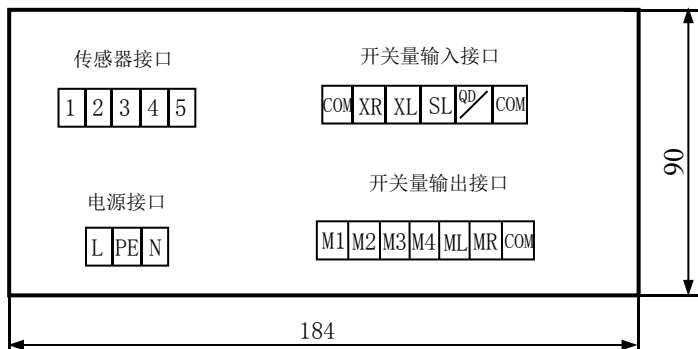 传感器接口
1 2 3 4 5
开关量输入接口
COM XR XL SL QD/ COM
电源接口
L PE N
开关量输出接口
M1 M2 M3 M4 ML MR COM
90
184